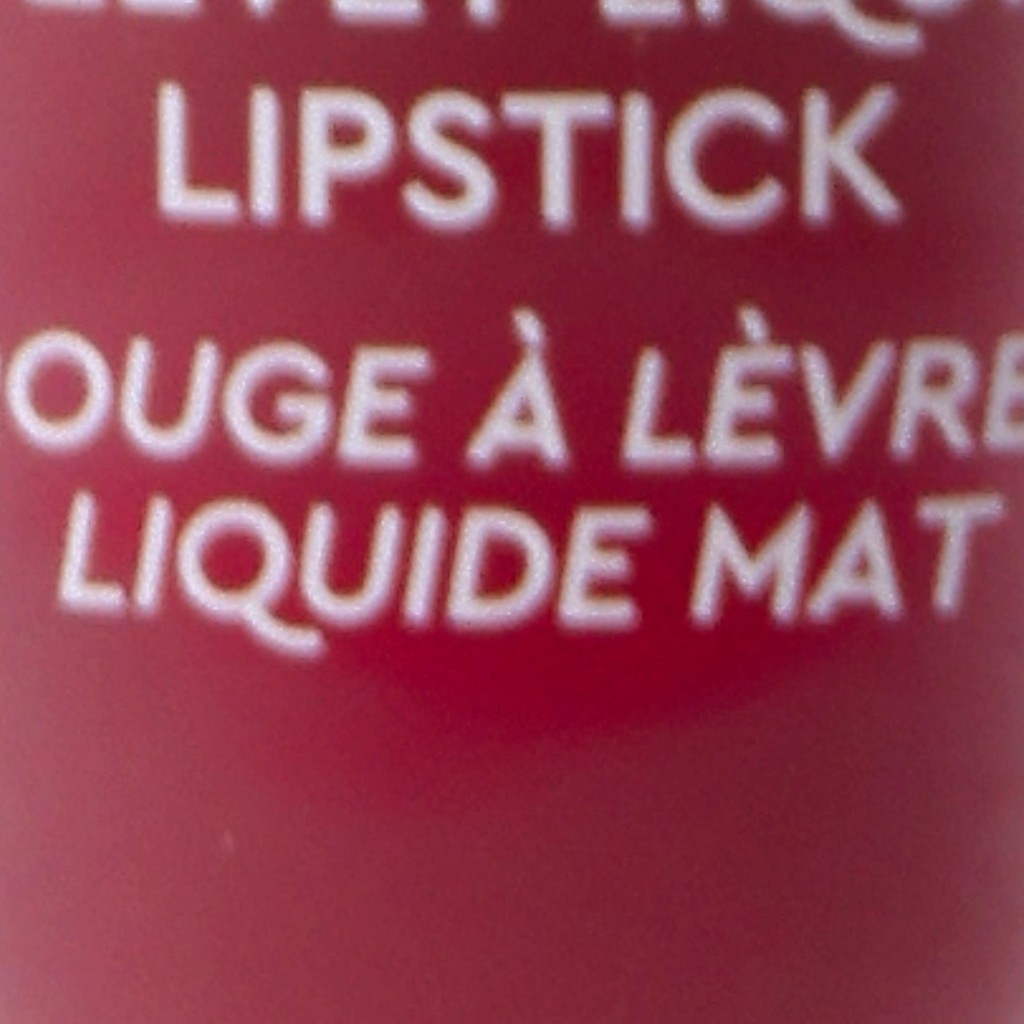 LIPSTICK
OUGE À LÈVRE
LIQUIDE MAT